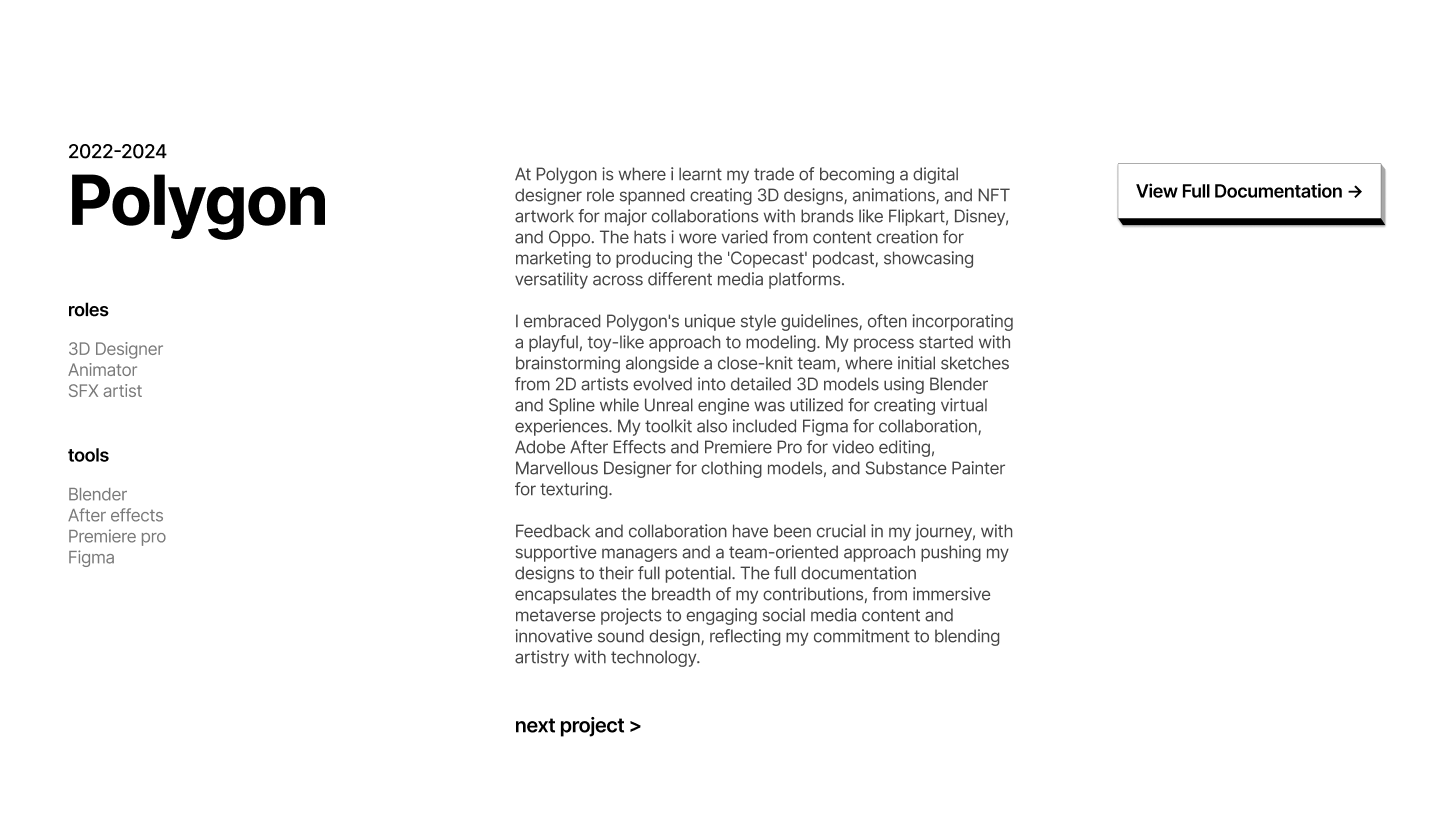 2022-2024
Polygon
roles
3D Designer
Animator
SFX artist
tools
Blender
After effects
Premiere pro
Figma
At Polygon is where i learnt my trade of becoming a digital
designer role spanned creating 3D designs, animations, and NFT
artwork for major collaborations with brands like Flipkart, Disney,
and Oppo. The hats i wore varied from content creation for
marketing to producing the 'Copecast' podcast, showcasing
versatility across different media platforms.
I embraced Polygon's unique style guidelines, often incorporating
a playful, toy-like approach to modeling. My process started with
brainstorming alongside a close-knit team, where initial sketches
from 2D artists evolved into detailed 3D models using Blender
and Spline while Unreal engine was utilized for creating virtual
experiences. My toolkit also included Figma for collaboration,
Adobe After Effects and Premiere Pro for video editing,
Marvellous Designer for clothing models, and Substance Painter
for texturing.
Feedback and collaboration have been crucial in my journey, with
supportive managers and a team-oriented approach pushing my
designs to their full potential. The full documentation
encapsulates the breadth of my contributions, from immersive
metaverse projects to engaging social media content and
innovative sound design, reflecting my commitment to blending
artistry with technology.
next project >
View Full Documentation →